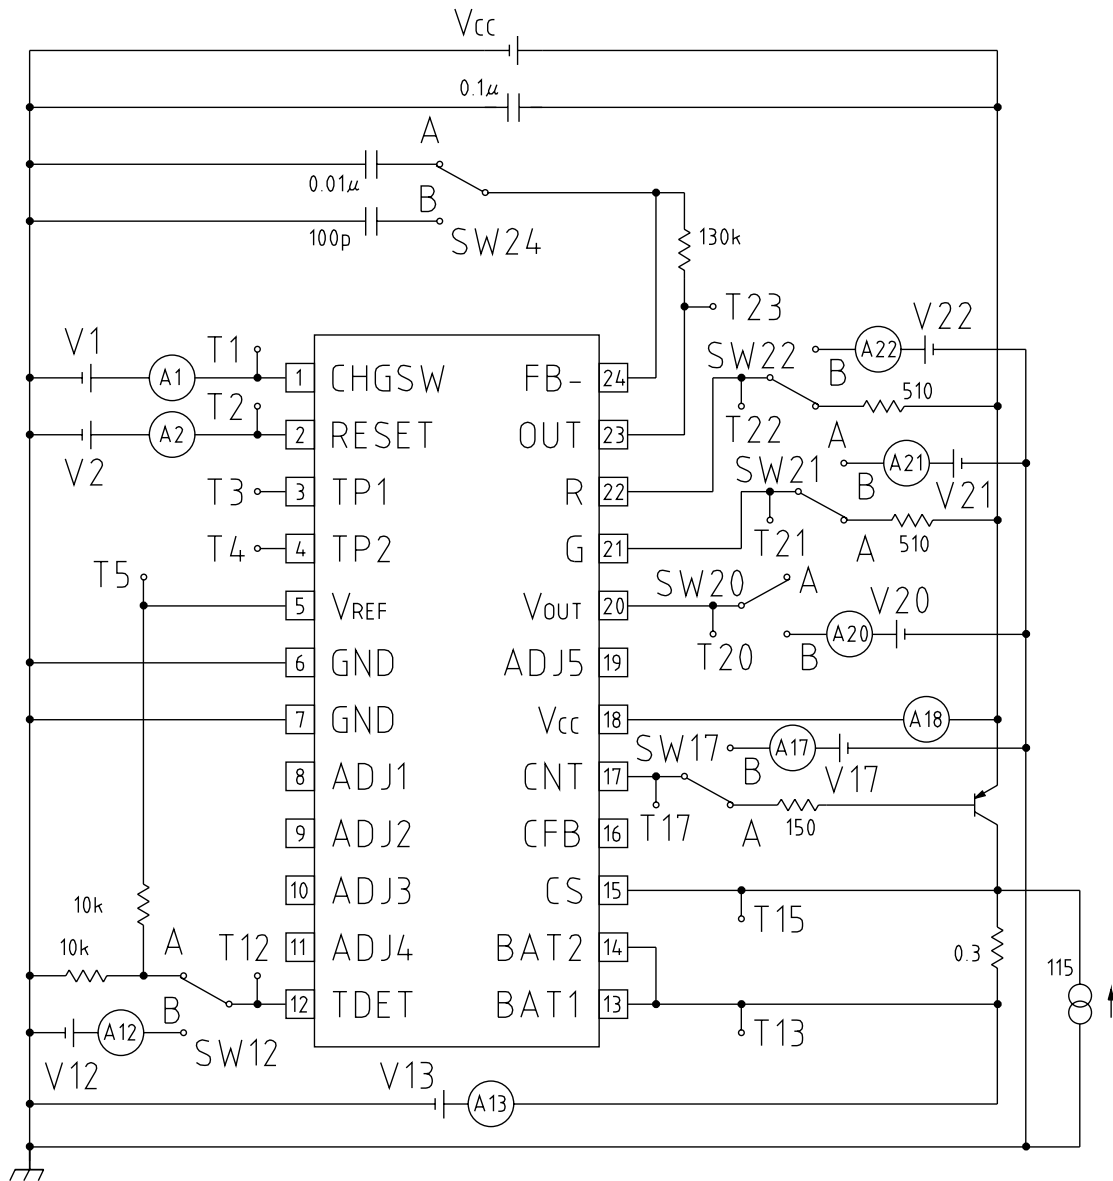 Vcc
0.1μ
A
0.01μ
B
100p
SW24
130k
T23
V1
T1
A1
1
CHGSW
FB-
24
SW22
B
A22
V22
510
T2
A2
2
RESET
OUT
23
T22
A
V2
T3
3
TP1
R
22
SW21
B
A21
V21
T4
4
TP2
G
21
T21
A
510
T5
5
VREF
VOUT
20
SW20
A
V20
A20
T20
B
6
GND
ADJ5
19
7
GND
Vcc
18
A18
SW17
B
A17
V17
8
ADJ1
CNT
17
T17
A
150
9
ADJ2
CFB
16
10k
10
ADJ3
CS
15
T15
10k
A
T12
11
ADJ4
BAT2
14
0.3
115
B
12
TDET
BAT1
13
T13
A12
SW12
V12
V13
A13